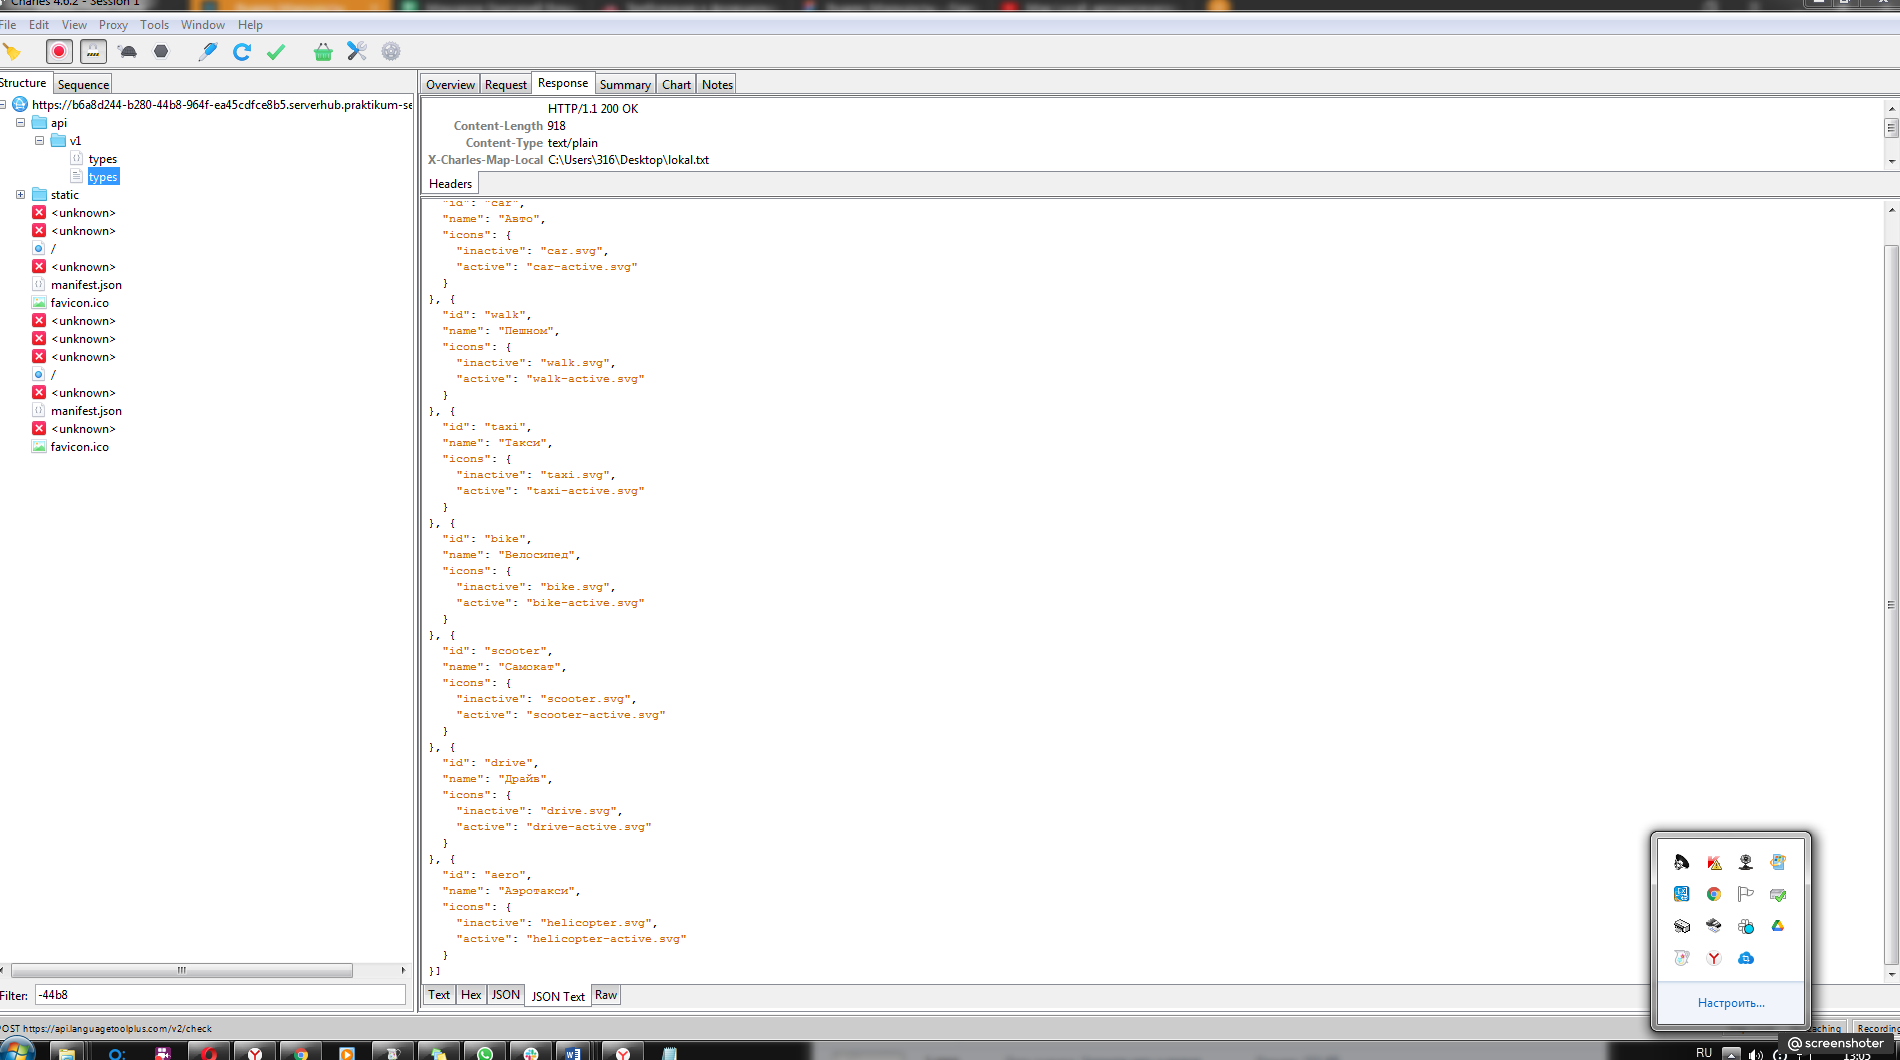 Charles 4.6.2 - Session 1
File Edit View Proxy Tools Window Help
Structure Sequence
https://b6a8d244-b280-44b8-964f-ea45cdfce8b5.serverhub.praktikum-se
api
v1
types
types
static
<unknown>
<unknown>
/
<unknown>
manifest.json
favicon.ico
<unknown>
<unknown>
<unknown>
/
<unknown>
manifest.json
<unknown>
favicon.ico
Filter: -44b8
Overview Request Response Summary Chart Notes
HTTP/1.1 200 OK
Content-Length 918
Content-Type text/plain
X-Charles-Map-Local C:\Users\316\Desktop\lokal.txt
Headers
"id": "car",
"name": "Авто",
"icons": {
"inactive": "car.svg",
"active": "car-active.svg"
}
}, {
"id": "walk",
"name": "Пешном",
"icons": {
"inactive": "walk.svg",
"active": "walk-active.svg"
}
}, {
"id": "taxi",
"name": "Такси",
"icons": {
"inactive": "taxi.svg",
"active": "taxi-active.svg"
}
}, {
"id": "bike",
"name": "Велосипед",
"icons": {
"inactive": "bike.svg",
"active": "bike-active.svg"
}
}, {
"id": "scooter",
"name": "Самокат",
"icons": {
"inactive": "scooter.svg",
"active": "scooter-active.svg"
}
}, {
"id": "drive",
"name": "Драйв",
"icons": {
"inactive": "drive.svg",
"active": "drive-active.svg"
}
}, {
"id": "aero",
"name": "Аэротакси",
"icons": {
"inactive": "helicopter.svg",
"active": "helicopter-active.svg"
}
}]
Text Hex JSON JSON Text Raw
Настроить...
POST https://api.languagetoolplus.com/v2/check
aching Recording
@screenshoter
RU 13:05